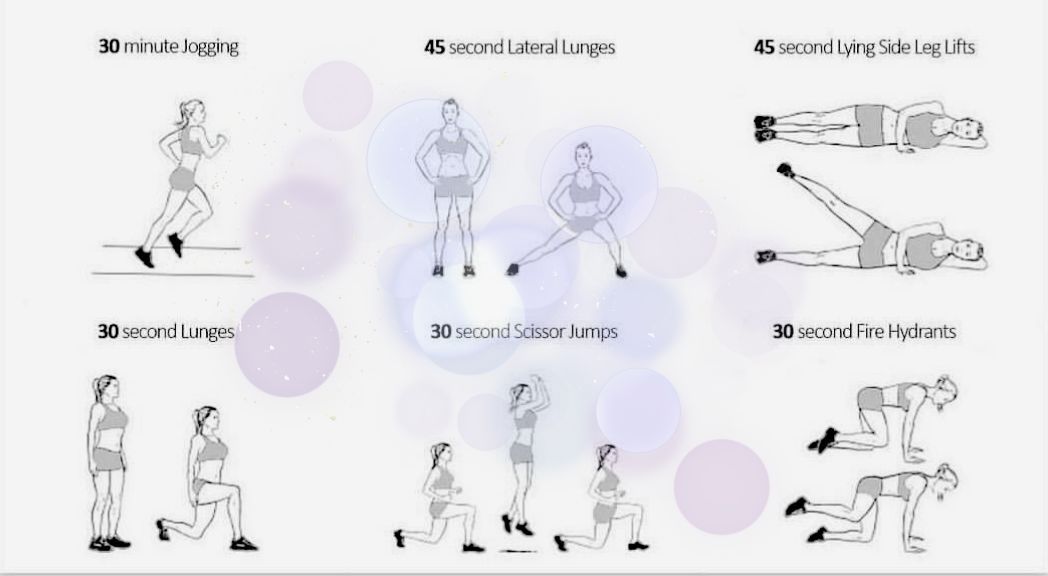 30 minute Jogging
45 second Lateral Lunges
45 second Lying Side Leg Lifts
30 second Lunges
30 second Scissor Jumps
30 second Fire Hydrants